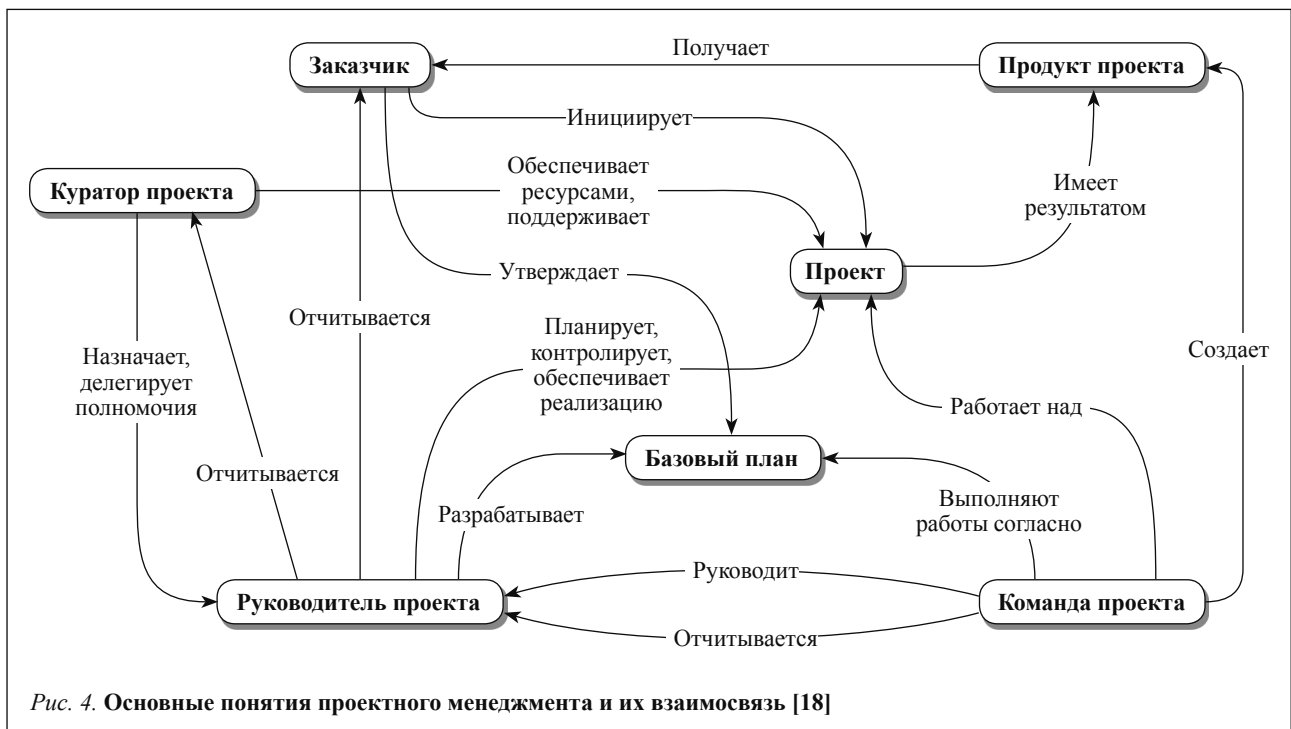 Получает
Заказчик
Продукт проекта
Инициирует
Обеспечивает
ресурсами,
поддерживает
Куратор проекта
Имеет
результатом
Проект
Утверждает
Отчитывается
Планирует,
контролирует,
обеспечивает
реализацию
Назначает,
делегирует
полномочия
Создает
Работает над
Базовый план
Отчитывается
Разрабатывает
Выполняют
работы согласно
Руководит
Руководитель проекта
Команда проекта
Отчитывается
Рис. 4. Основные понятия проектного менеджмента и их взаимосвязь [18]